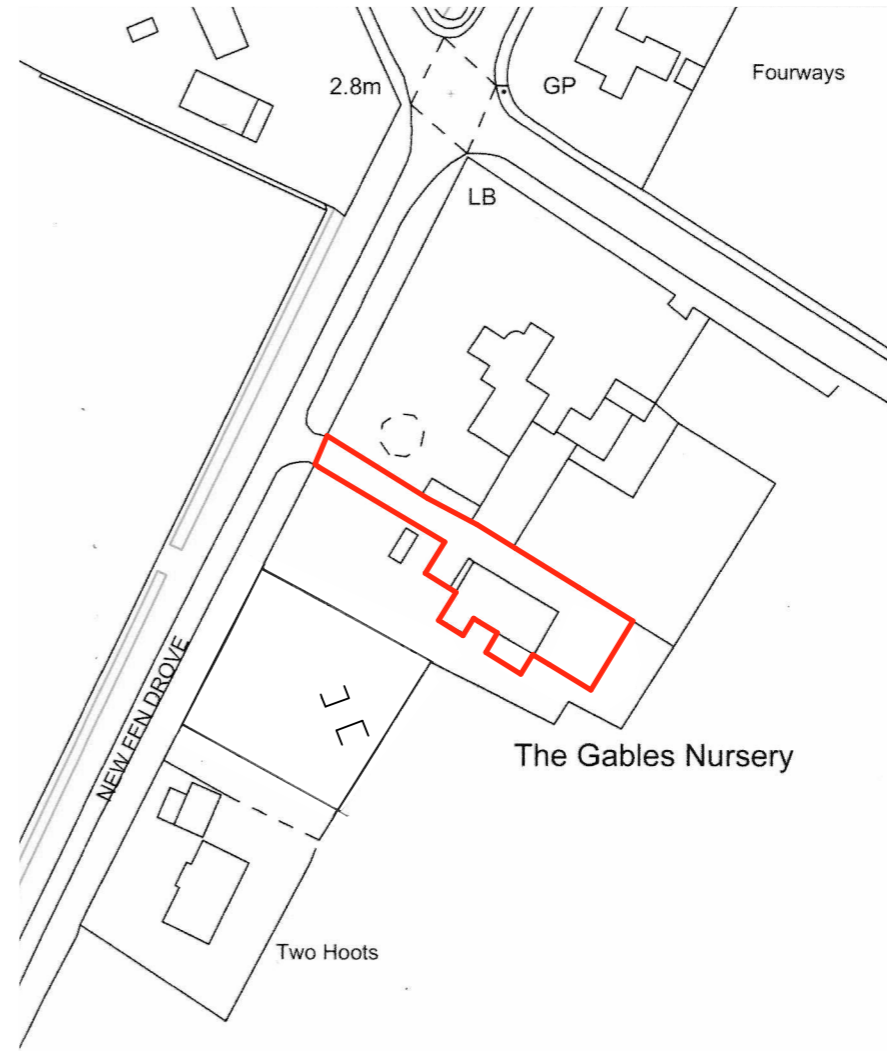 Fourways
2.8m
GP
LB
NEW FEN DROVE
The Gables Nursery
Two Hoots